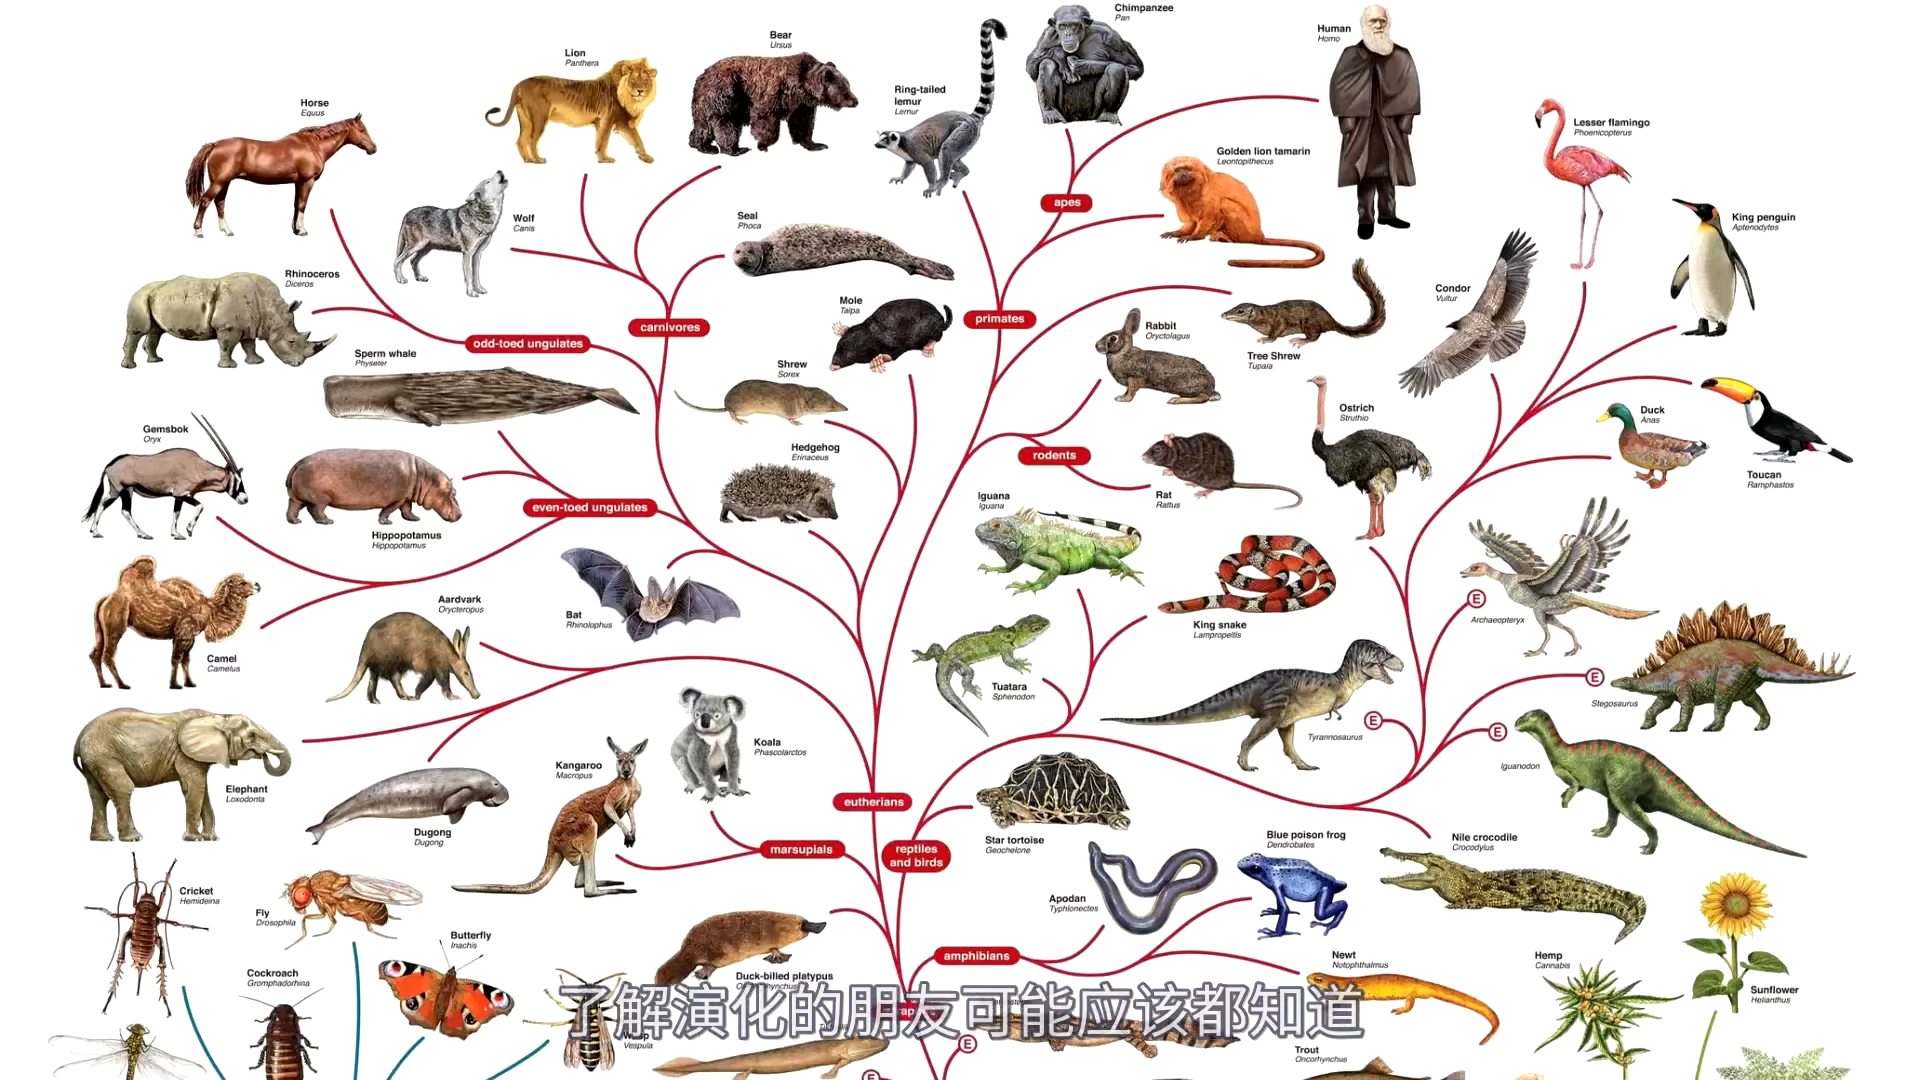 Chimpanzee
Pan
Human
Homo
Bear
Ursus
Lion
Panthera
Ring-tailed
lemur
Lemur
Horse
Equus
Lesser flamingo
Phoenicopterus
Golden lion tamarin
Leontopithecus
apes
Wolf
Canis
Seal
Phoca
King penguin
Aptenodytes
Rhinoceros
Diceros
Condor
Vultur
Mole
Talpa
carnivores
primates
Rabbit
Oryctolagus
odd-toed ungulates
Sperm whale
Physeter
Tree Shrew
Tupaia
Shrew
Sorex
Ostrich
Struthio
Duck
Anas
Gemsbok
Oryx
Hedgehog
Erinaceus
rodents
Toucan
Ramphastos
Iguana
Iguana
Rat
Rattus
even-toed ungulates
Hippopotamus
Hippopotamus
Aardvark
Orycteropus
Bat
Rhinolophus
E
Archaeopteryx
King snake
Lampropeltis
Camel
Camelus
Tuatara
Sphenodon
E
Stegosaurus
E
Tyrannosaurus
E
Iguanodon
Koala
Phascolarctos
Kangaroo
Macropus
Elephant
Loxodonta
eutherians
Dugong
Dugong
Star tortoise
Geochelone
Blue poison frog
Dendrobates
Nile crocodile
Crocodylus
marsupials
reptiles
and birds
Cricket
Hemideina
Apodan
Typhlonectes
Fly
Drosophila
Butterfly
Inachis
amphibians
Newt
Notophthalmus
Hemp
Cannabis
Cockroach
Gromphadorhina
Duck-billed platypus
Sunflower
Helianthus
了解演化的朋友可能应该都知道
Vespula
E
Trout
Oncorhynchus
E